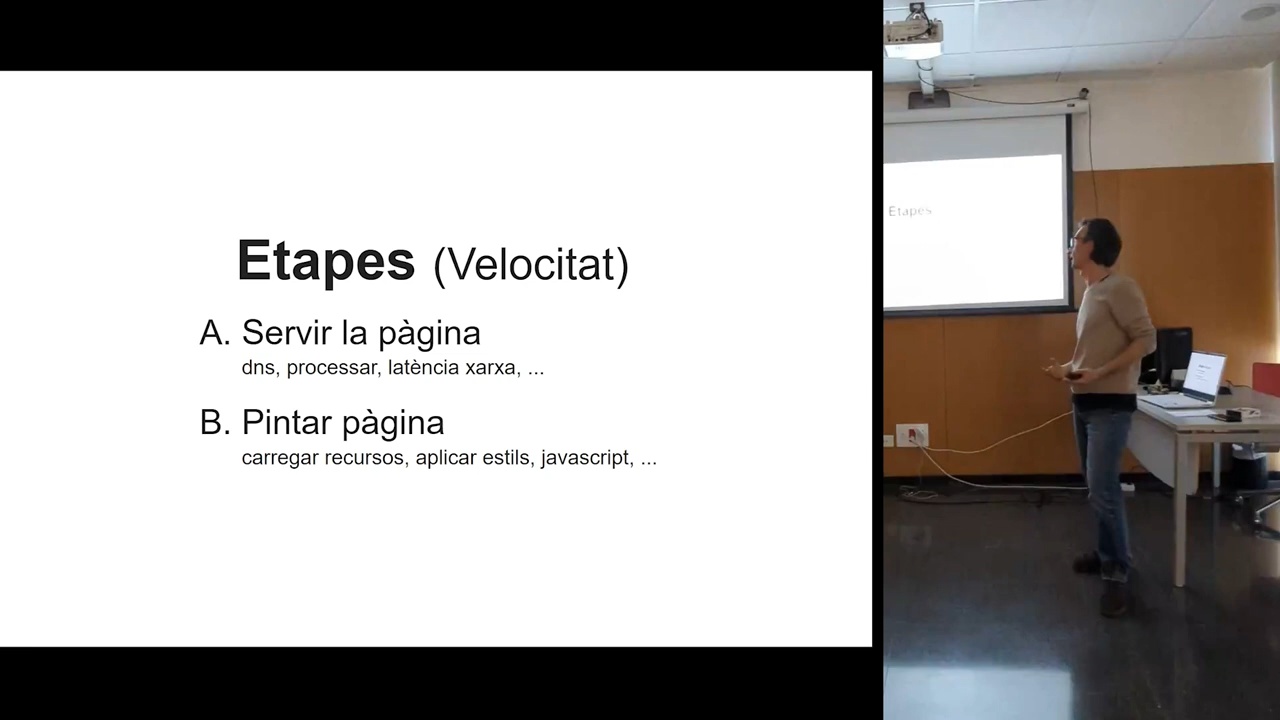 Etapes (Velocitat)
A. Servir la pàgina
dns, processar, latència xarxa, ...
B. Pintar pàgina
carregar recursos, aplicar estils, javascript, ...
Etapes